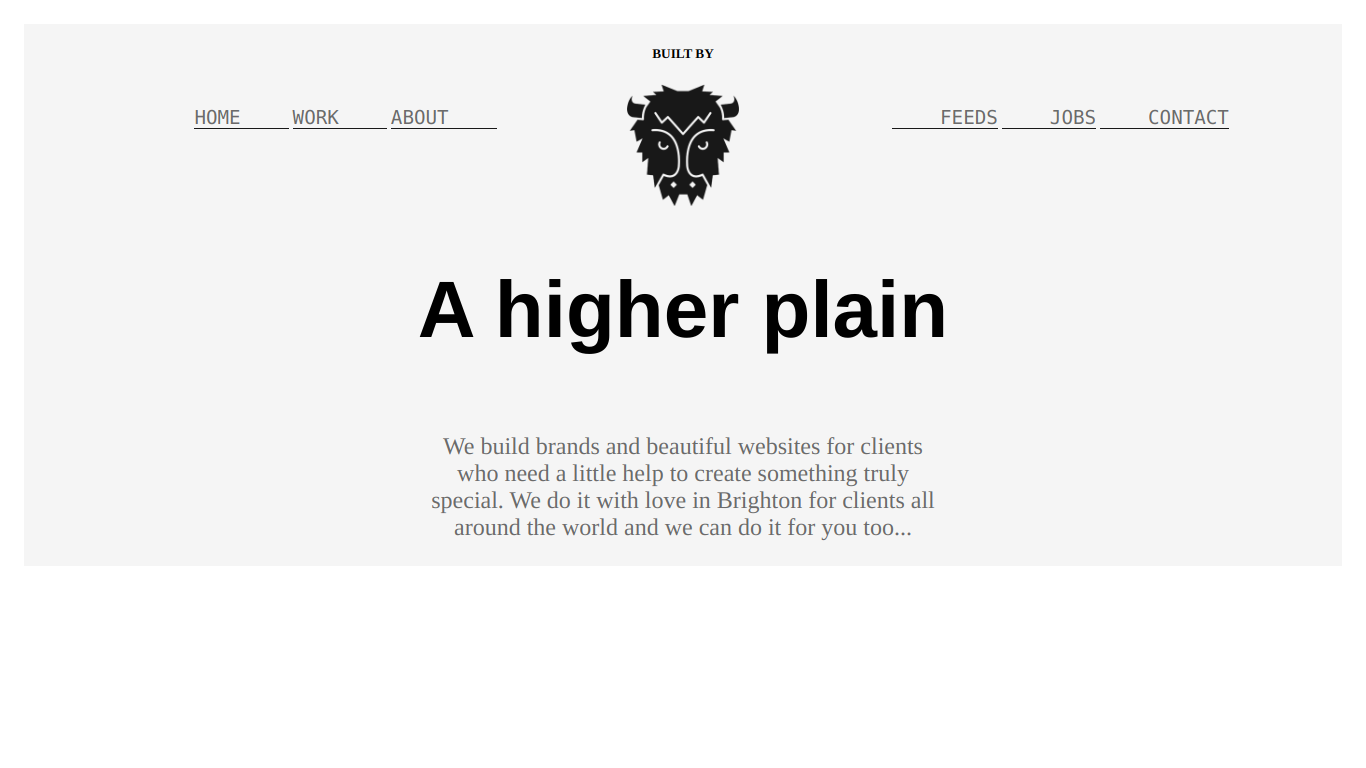 BUILT BY
HOME WORK ABOUT FEEDS JOBS CONTACT
A higher plain
We build brands and beautiful websites for clients
who need a little help to create something truly
special. We do it with love in Brighton for clients all
around the world and we can do it for you too...